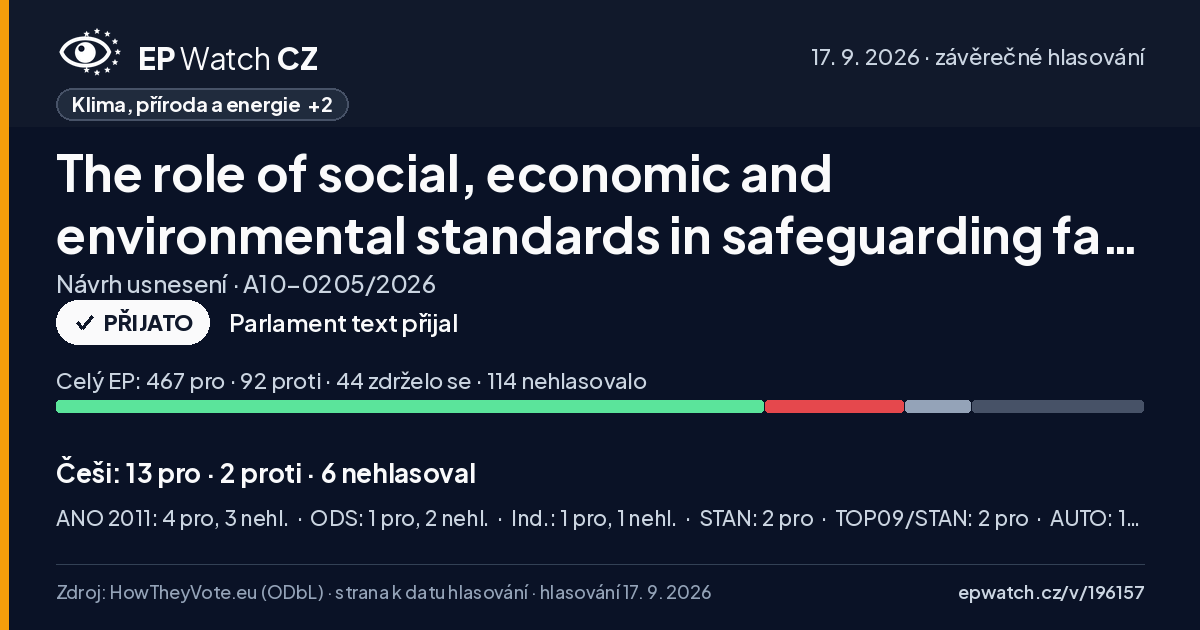 EP Watch CZ
17. 9. 2026 · závěrečné hlasování
Klima, příroda a energie +2
The role of social, economic and
environmental standards in safeguarding fa…
Návrh usnesení · A10-0205/2026
✓ PŘIJATO Parlament text přijal
Celý EP: 467 pro · 92 proti · 44 zdrželo se · 114 nehlasovalo
Češi: 13 pro · 2 proti · 6 nehlasoval
ANO 2011: 4 pro, 3 nehl. · ODS: 1 pro, 2 nehl. · Ind.: 1 pro, 1 nehl. · STAN: 2 pro · TOP09/STAN: 2 pro · AUTO: 1…
Zdroj: HowTheyVote.eu (ODbL) · strana k datu hlasování · hlasování 17. 9. 2026
epwatch.cz/v/196157